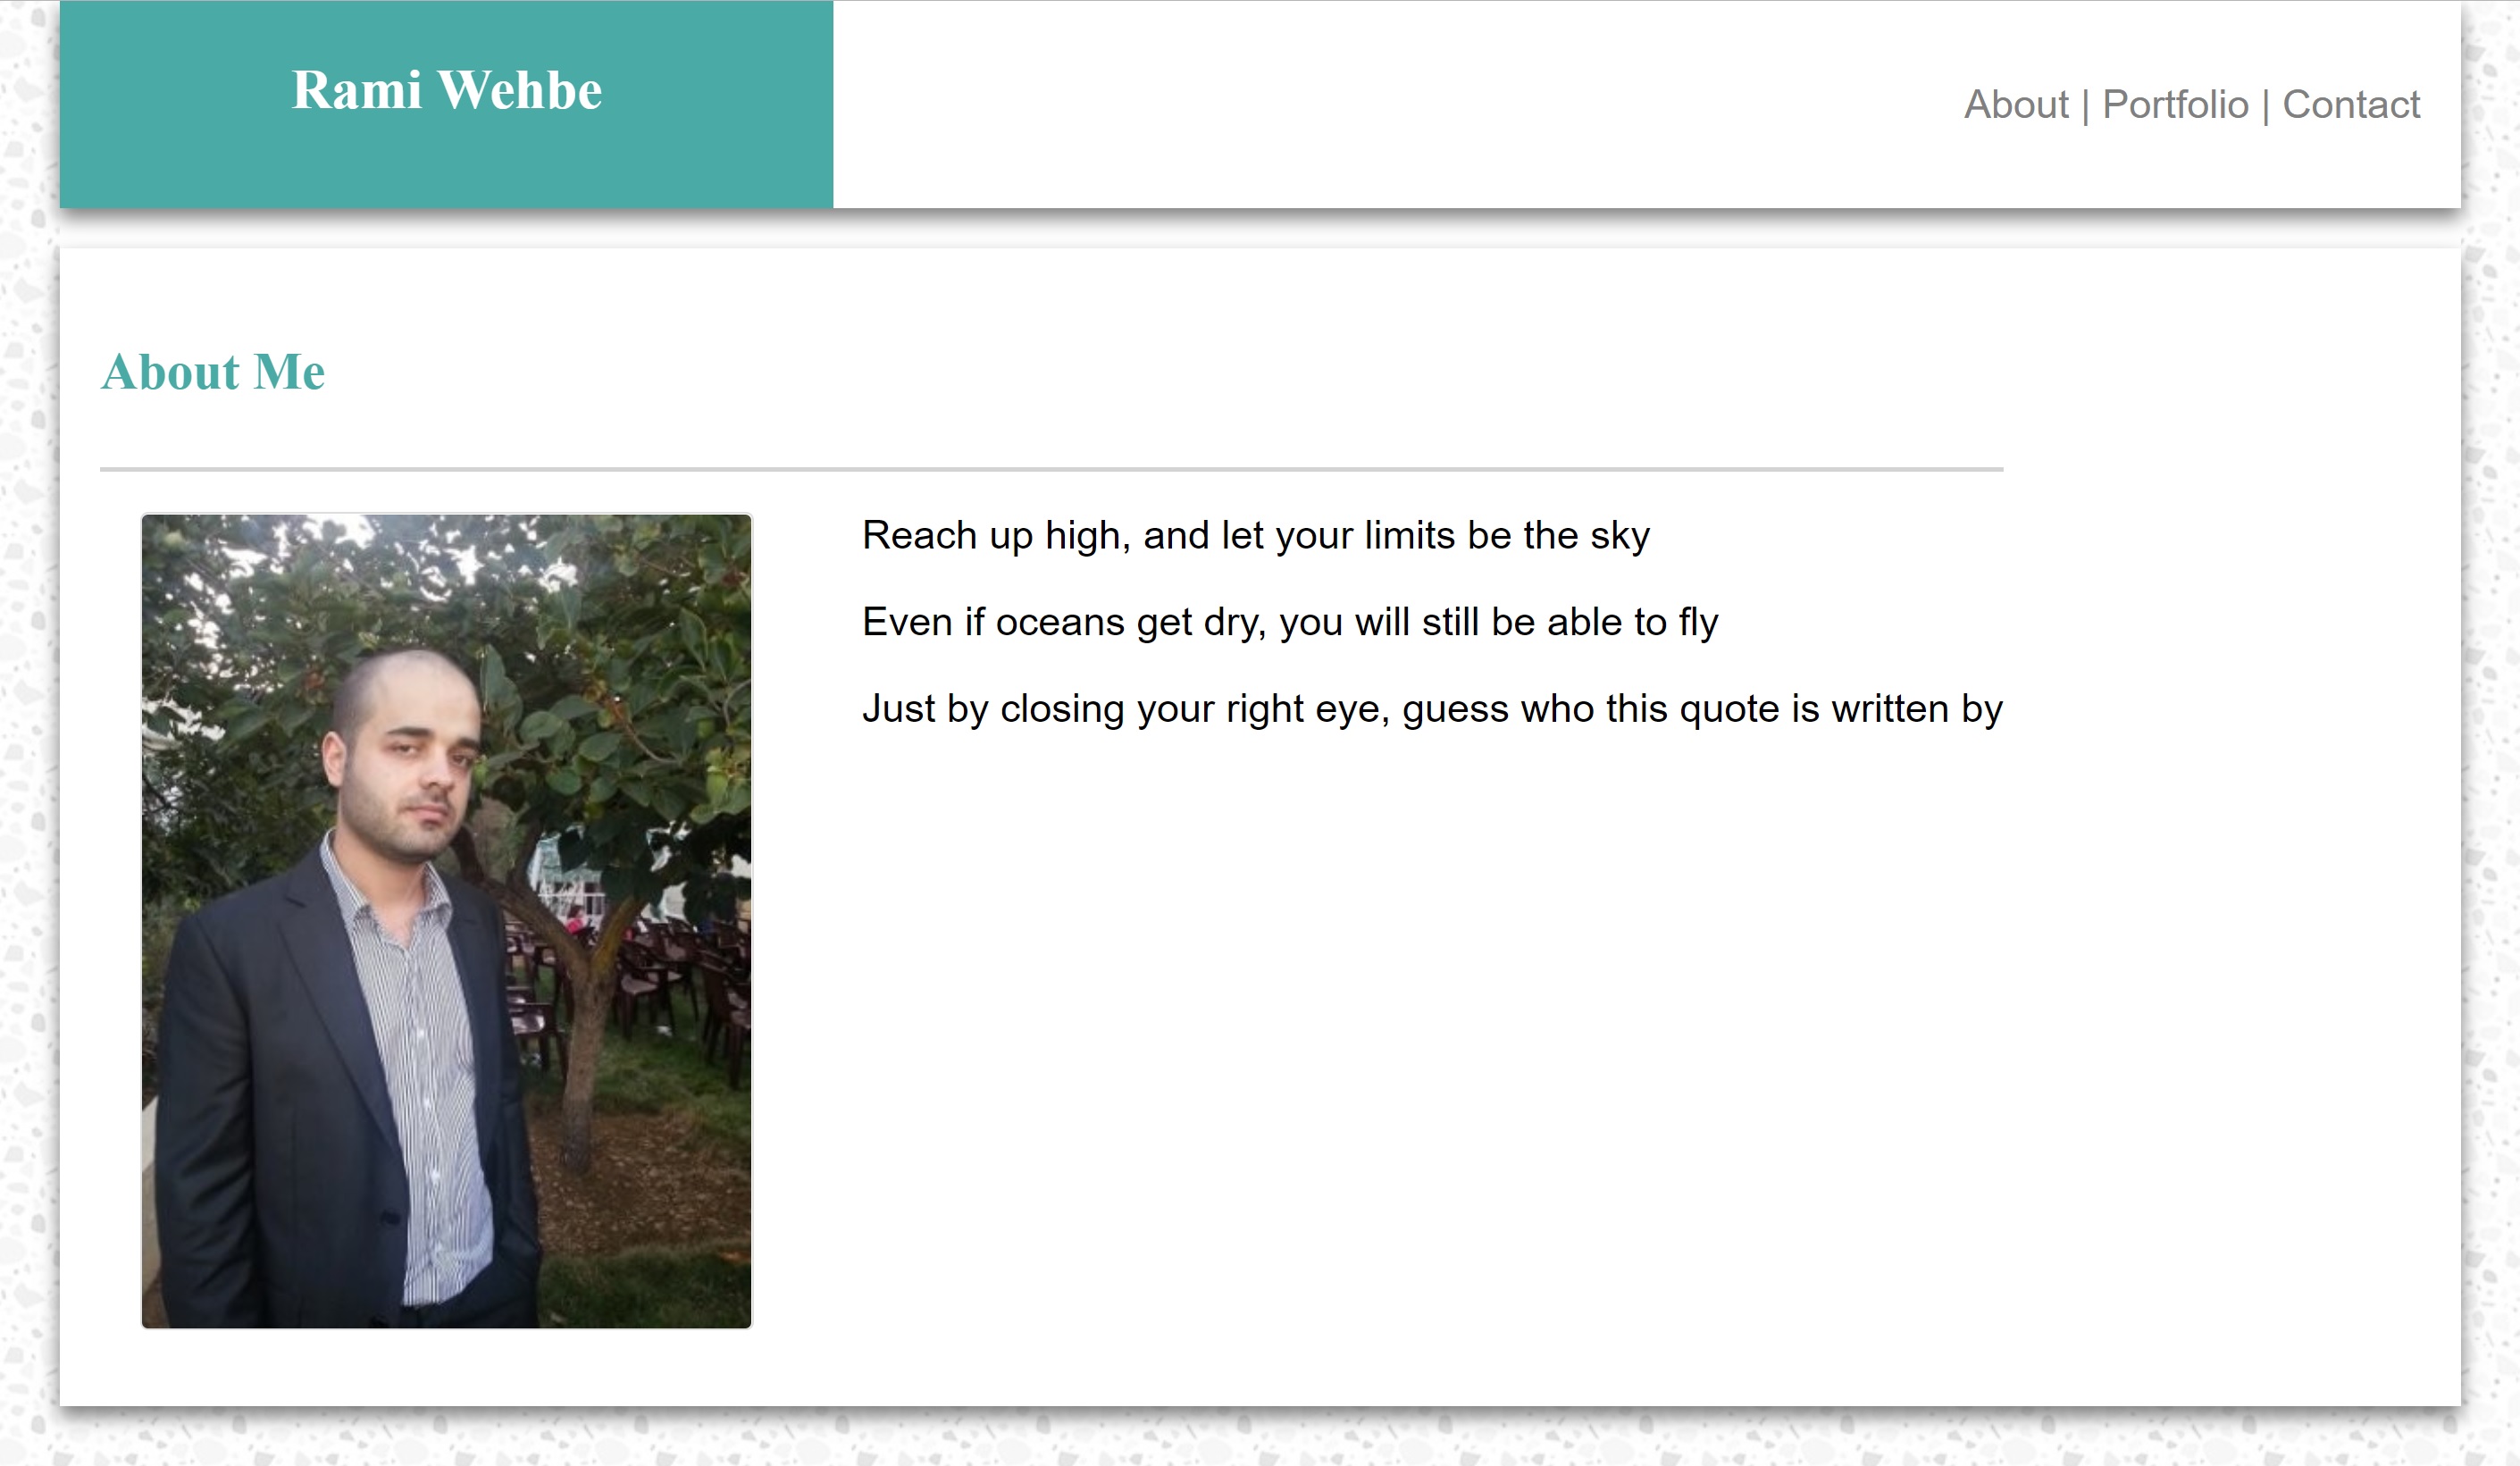 Rami Wehbe
About | Portfolio | Contact
About Me
Reach up high, and let your limits be the sky
Even if oceans get dry, you will still be able to fly
Just by closing your right eye, guess who this quote is written by